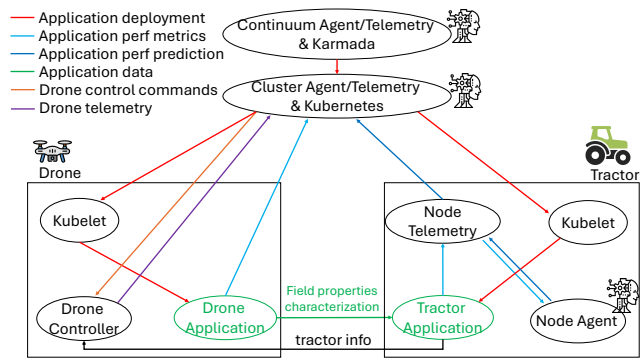 Application deployment
Application perf metrics
Application perf prediction
Application data
Drone control commands
Drone telemetry
Continuum Agent/Telemetry
& Karmada
Cluster Agent/Telemetry
& Kubernetes
Drone
Tractor
Kubelet
Node
Telemetry
Kubelet
Field properties
characterization
Drone
Controller
Drone
Application
Tractor
Application
Node Agent
tractor info